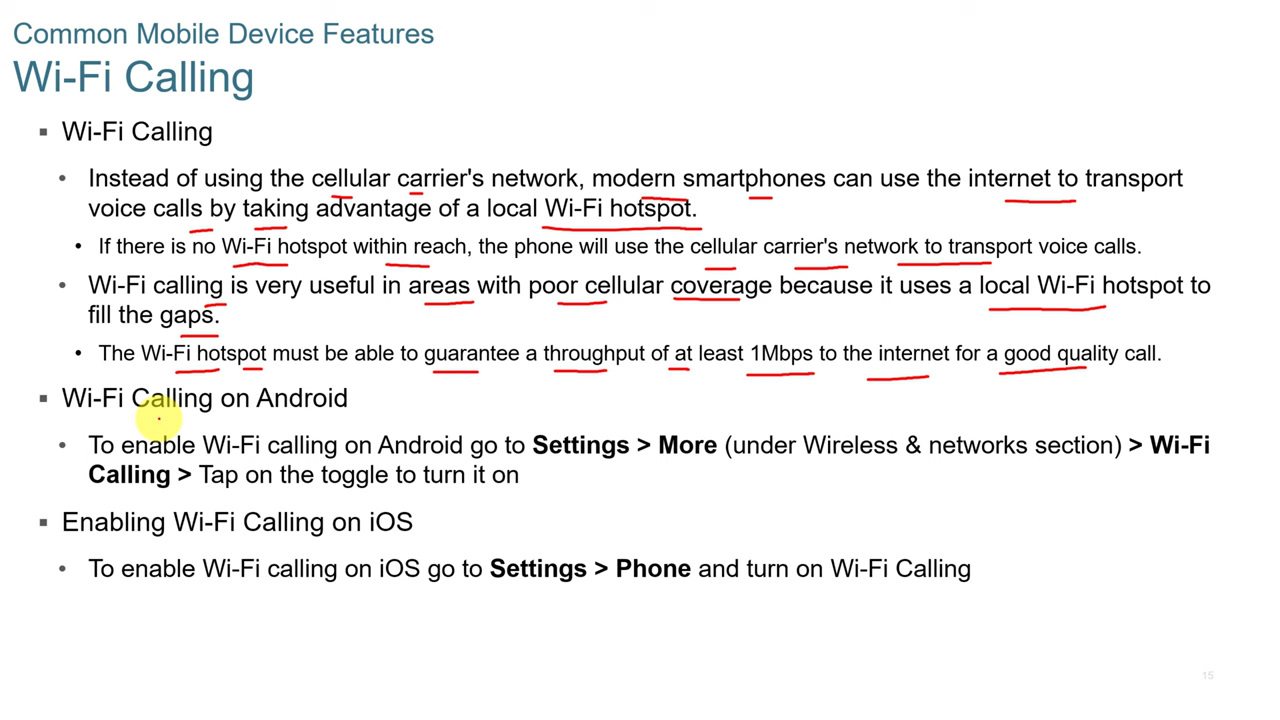 Common Mobile Device Features
Wi-Fi Calling
▪ Wi-Fi Calling
• Instead of using the cellular carrier's network, modern smartphones can use the internet to transport
voice calls by taking advantage of a local Wi-Fi hotspot.
• If there is no Wi-Fi hotspot within reach, the phone will use the cellular carrier's network to transport voice calls.
• Wi-Fi calling is very useful in areas with poor cellular coverage because it uses a local Wi-Fi hotspot to
fill the gaps.
• The Wi-Fi hotspot must be able to guarantee a throughput of at least 1Mbps to the internet for a good quality call.
▪ Wi-Fi Calling on Android
• To enable Wi-Fi calling on Android go to Settings > More (under Wireless & networks section) > Wi-Fi
Calling > Tap on the toggle to turn it on
▪ Enabling Wi-Fi Calling on iOS
• To enable Wi-Fi calling on iOS go to Settings > Phone and turn on Wi-Fi Calling
15